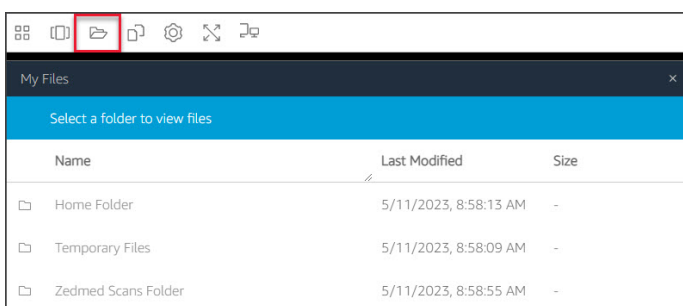 My Files ×
Select a folder to view files
Name Last Modified Size
Home Folder 5/11/2023, 8:58:13 AM -
Temporary Files 5/11/2023, 8:58:09 AM -
Zedmed Scans Folder 5/11/2023, 8:58:55 AM -